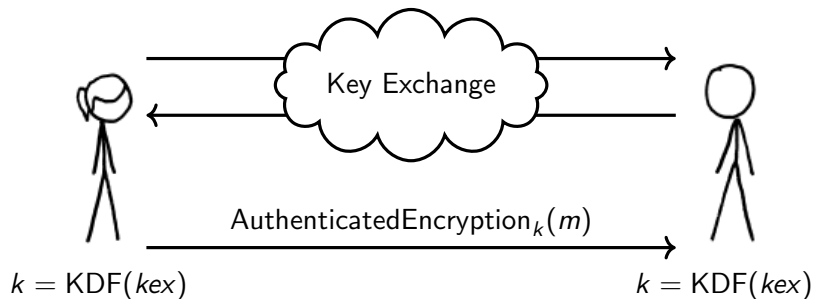 Key Exchange
AuthenticatedEncryption_k(m)
k = KDF(kex)
k = KDF(kex)